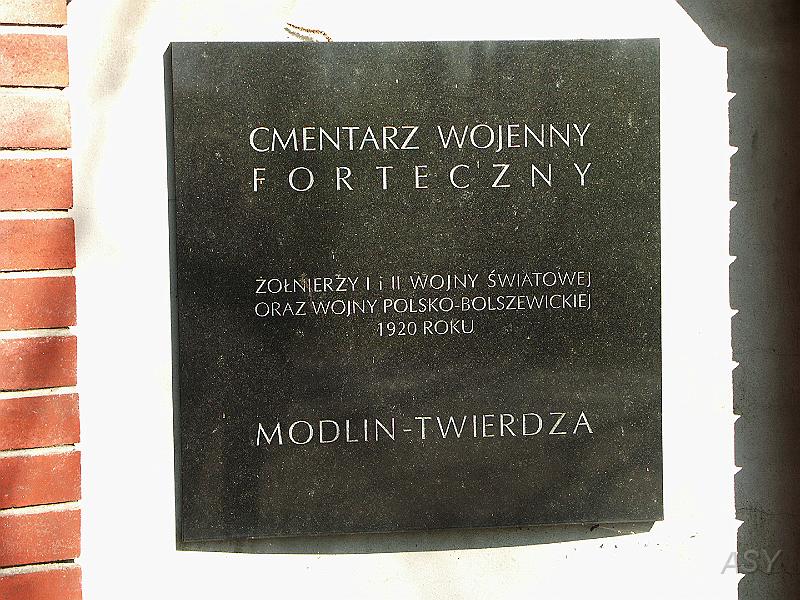 CMENTARZ WOJENNY
FORTECZNY
ŻOŁNIERZY I i II WOJNY ŚWIATOWEJ
ORAZ WOJNY POLSKO-BOLSZEWICKIEJ
1920 ROKU
MODLIN-TWIERDZA
ASY